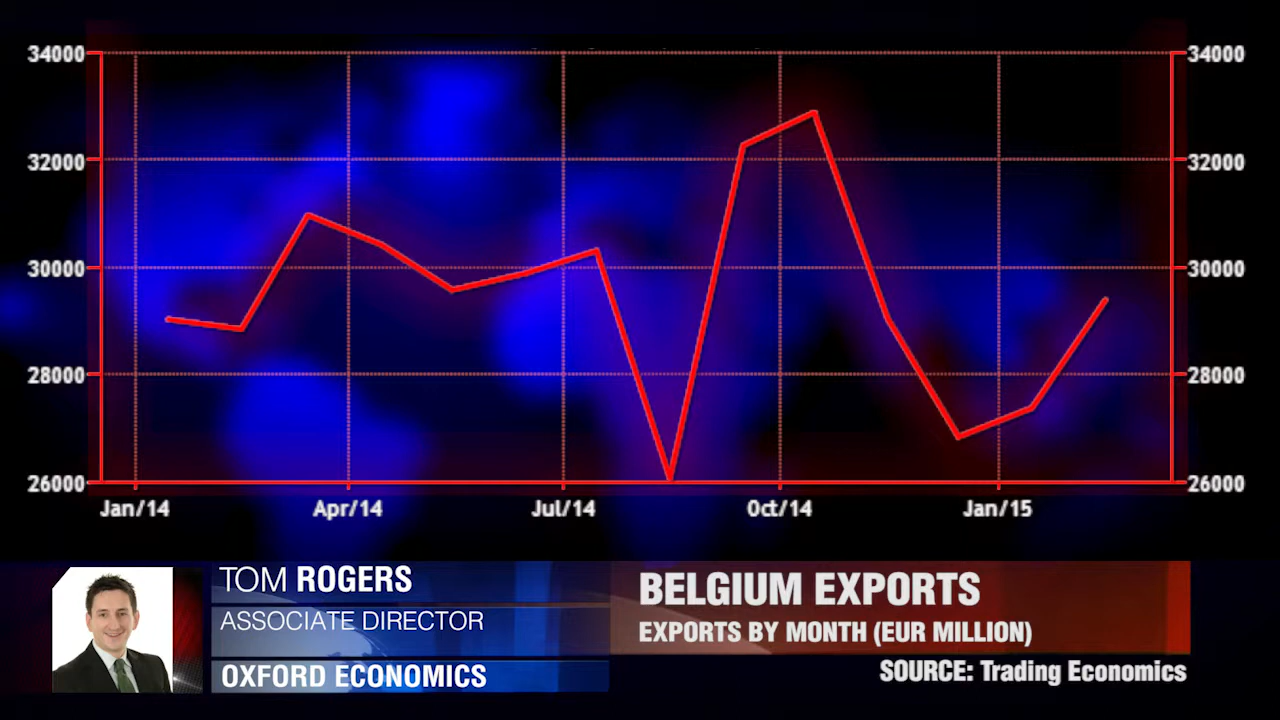 34000 34000
32000 32000
30000 30000
28000 28000
26000 26000
Jan/14 Apr/14 Jul/14 Oct/14 Jan/15
TOM ROGERS
ASSOCIATE DIRECTOR
OXFORD ECONOMICS
BELGIUM EXPORTS
EXPORTS BY MONTH (EUR MILLION)
SOURCE: Trading Economics